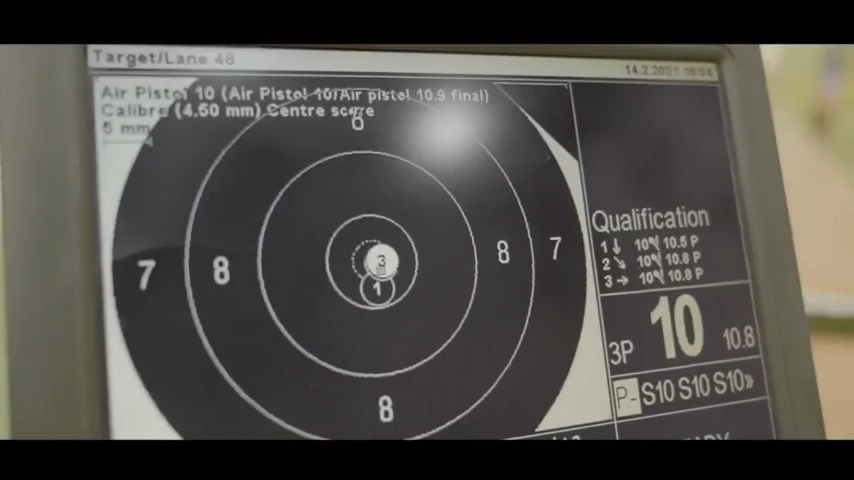 Target/Lane 48
14.2.2021
Air Pistol 10 (Air Pistol 10/Air pistol 10.9 final)
Calibre (4.50 mm) Centre score
5 mm
6
3
7 8 8 7
1
8
Qualification
1 ↓ 10 10.5 P
2 ↘ 10 10.8 P
3 → 10 10.8 P
3P 10 10.8
P- S10 S10 S10»